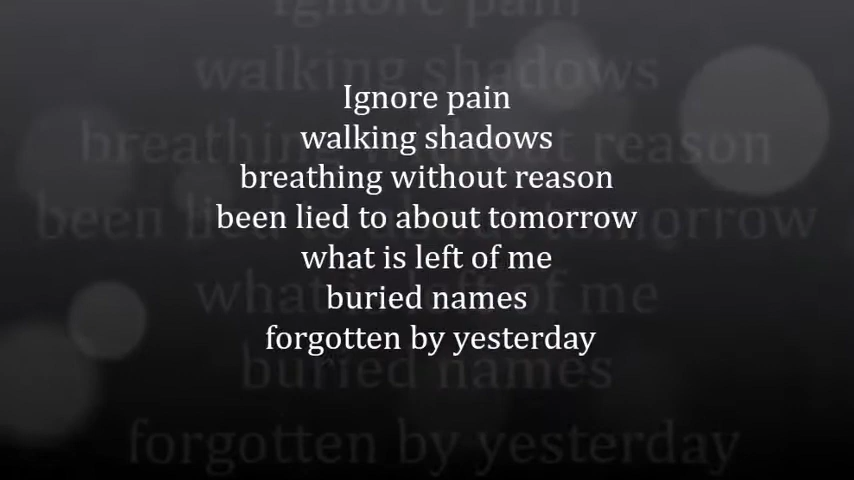 Ignore pain
walking shadows
breathing without reason
been lied to about tomorrow
what is left of me
buried names
forgotten by yesterday